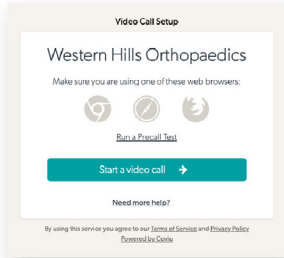 Video Call Setup
Western Hills Orthopaedics
Make sure you are using one of these web browsers:
Run a Precall Test
Start a video call
Need more help?
By using this service you agree to our Terms of Service and Privacy Policy
Powered by Coviu